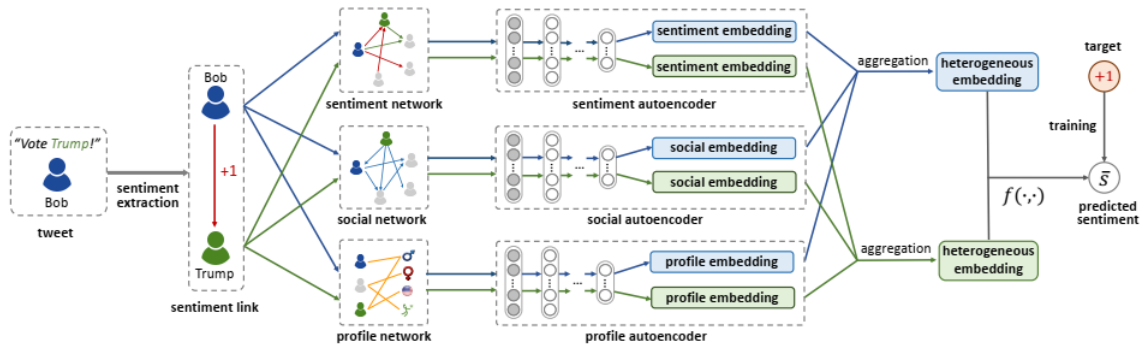 “Vote Trump!”
Bob
tweet
sentiment
extraction
Bob
+1
Trump
sentiment link
sentiment network
social network
profile network
...
sentiment embedding
sentiment embedding
sentiment autoencoder
...
social embedding
social embedding
social autoencoder
...
profile embedding
profile embedding
profile autoencoder
aggregation
aggregation
heterogeneous
embedding
heterogeneous
embedding
f(·,·)
target
+1
training
s̄
predicted
sentiment